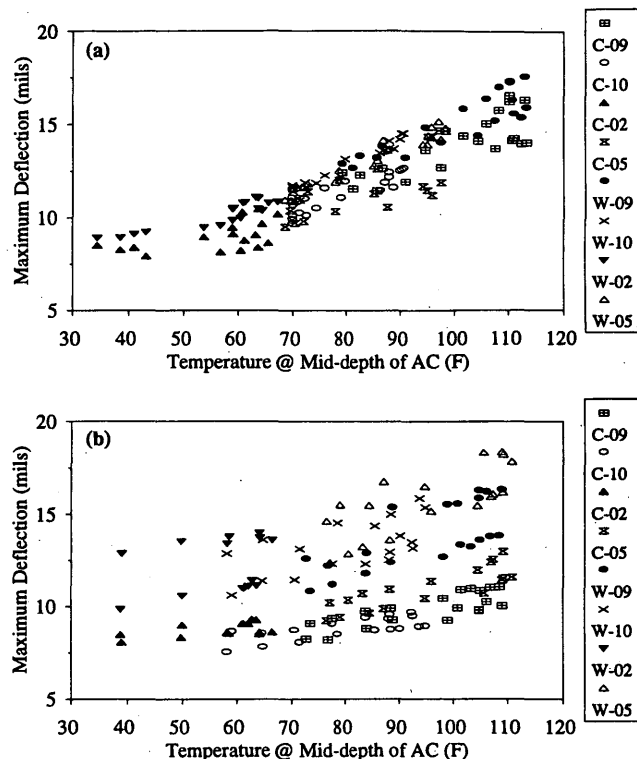 (a)
Maximum Deflection (mils)
20
15
10
5
30 40 50 60 70 80 90 100 110 120
Temperature @ Mid-depth of AC (F)
C-09
C-10
C-02
C-05
W-09
W-10
W-02
W-05
(b)
Maximum Deflection (mils)
20
15
10
5
30 40 50 60 70 80 90 100 110 120
Temperature @ Mid-depth of AC (F)
C-09
C-10
C-02
C-05
W-09
W-10
W-02
W-05